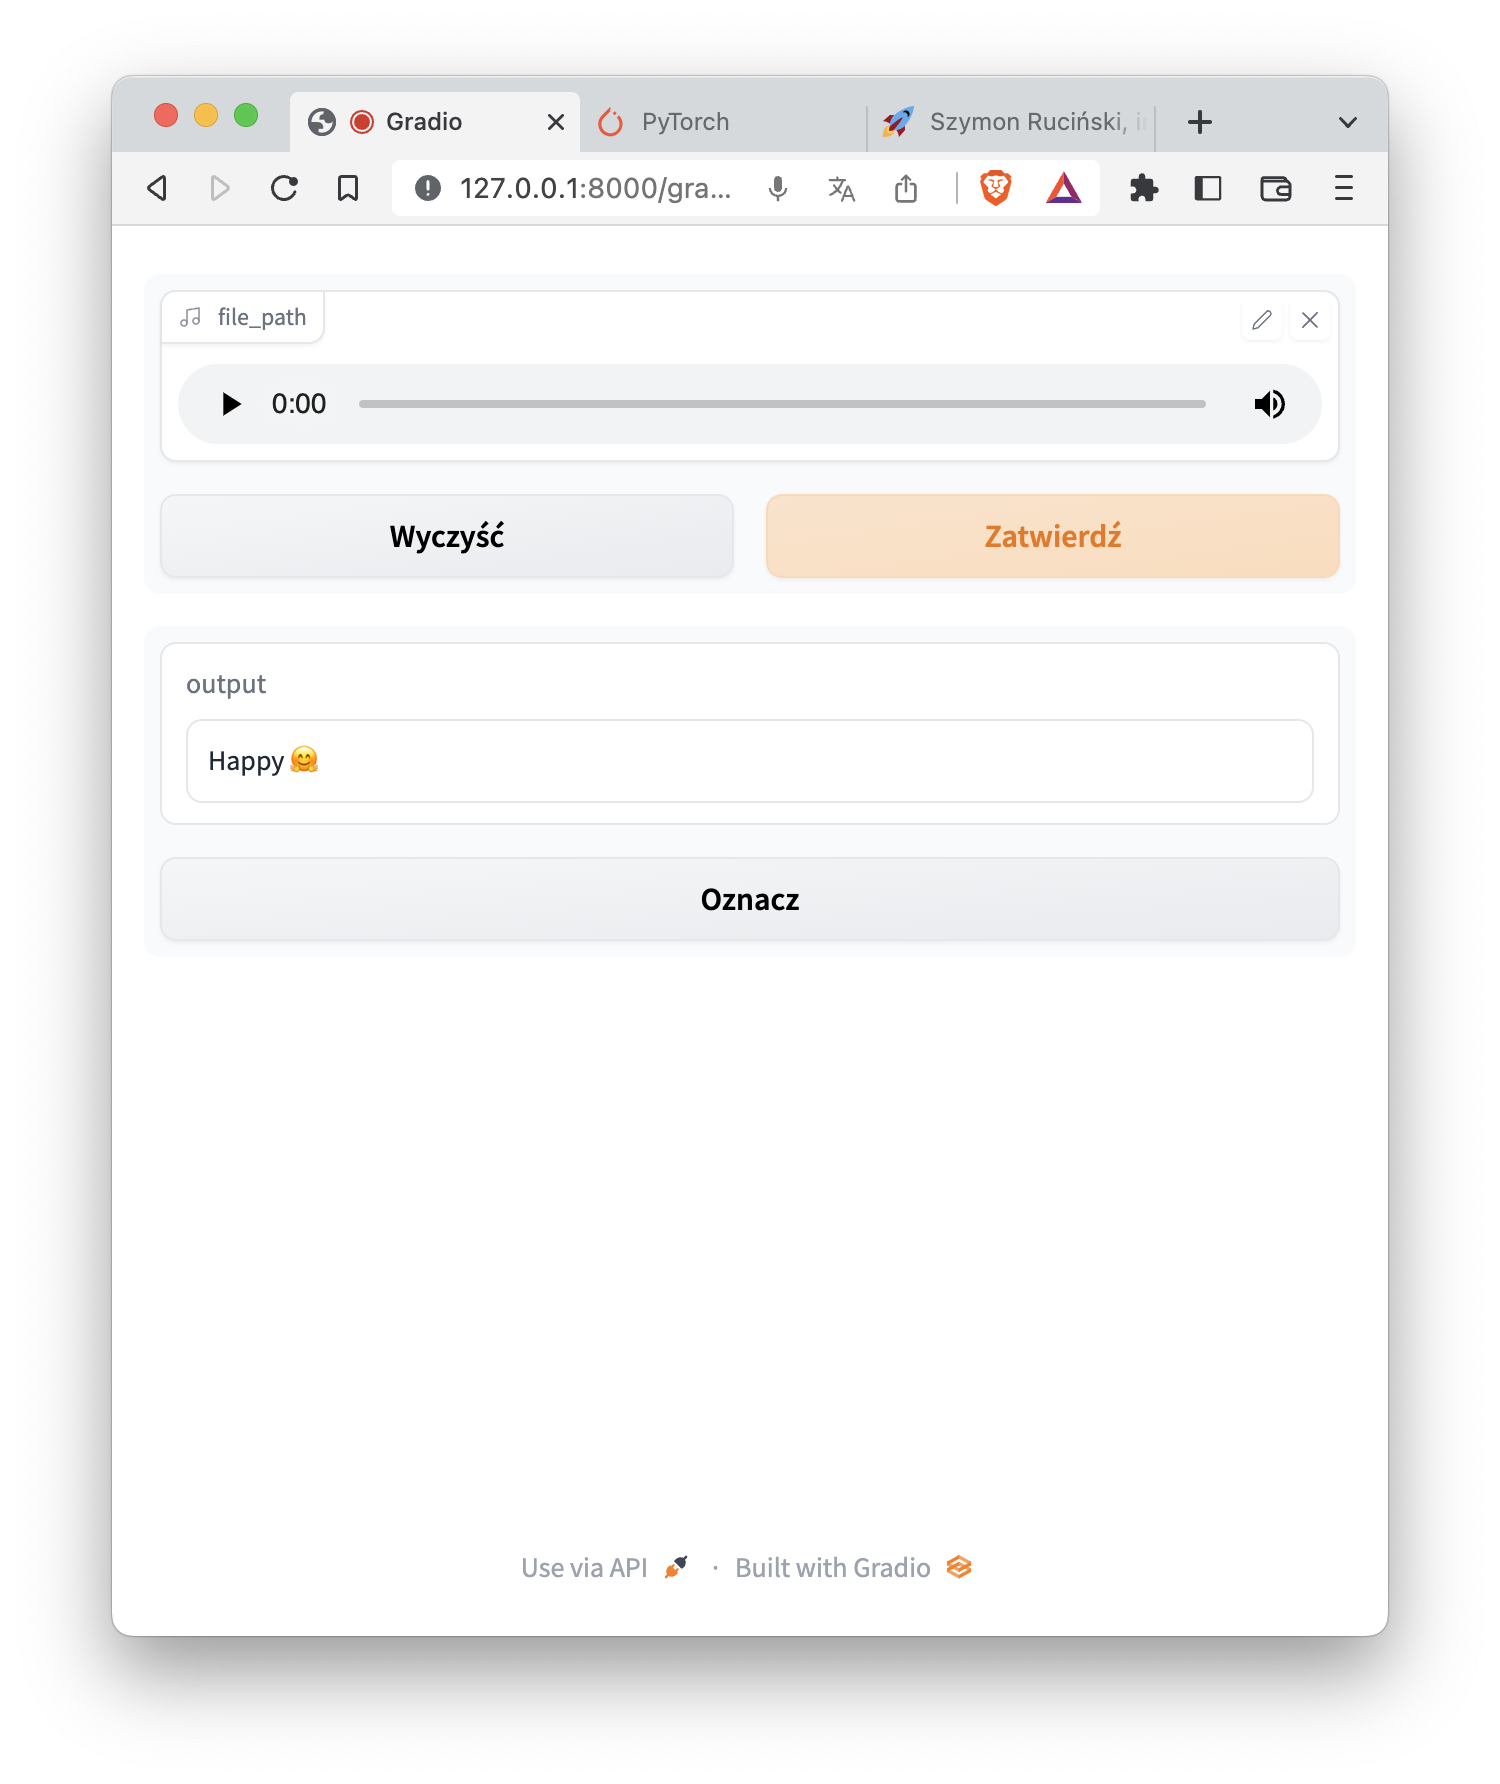 Gradio
PyTorch
Szymon Ruciński,
127.0.0.1:8000/gra...
file_path
0:00
Wyczyść
Zatwierdź
output
Happy 🤗
Oznacz
Use via API · Built with Gradio